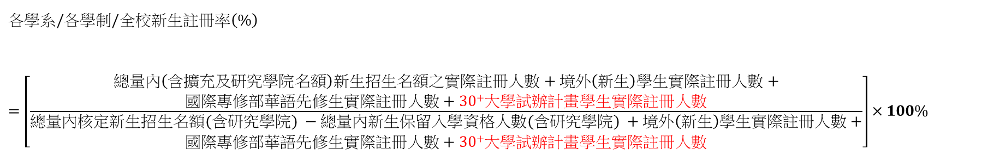 各學系/各學制/全校新生註冊率(%)
總量內(含擴充及研究學院名額)新生招生名額之實際註冊人數 + 境外(新生)學生實際註冊人數 +
國際專修部華語先修生實際註冊人數 + 30⁺大學試辦計畫學生實際註冊人數
= [ ] × 100%
總量內核定新生招生名額(含研究學院) − 總量內新生保留入學資格人數(含研究學院) + 境外(新生)學生實際註冊人數 +
國際專修部華語先修生實際註冊人數 + 30⁺大學試辦計畫學生實際註冊人數